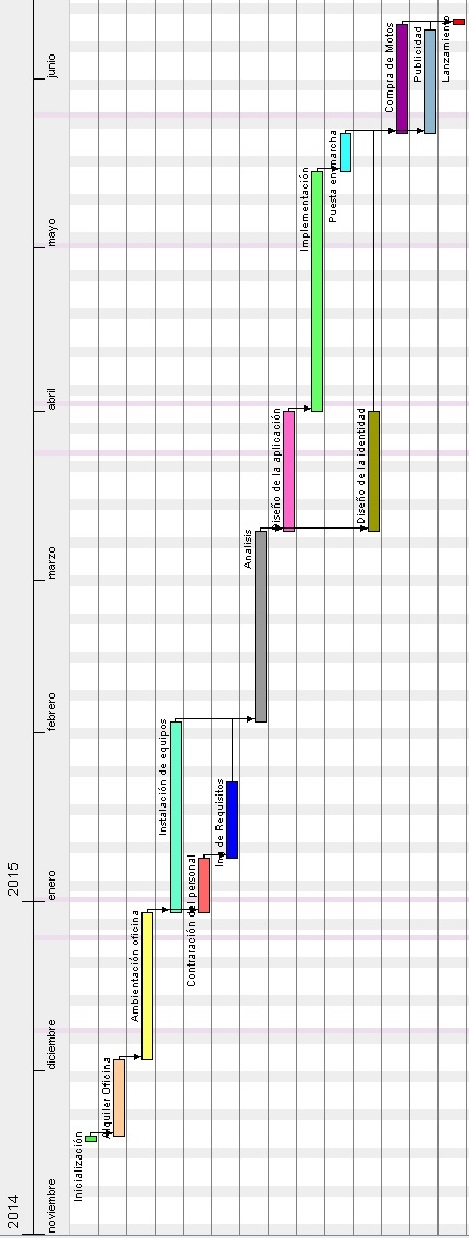 2014
2015
noviembre
diciembre
enero
febrero
marzo
abril
mayo
junio
Inicialización
Alquiler Oficina
Ambientación oficina
Instalación de equipos
Contraración del personal
Ing de Requisitos
Analisis
Diseño de la aplicación
Implementación
Puesta en marcha
Diseño de la identidad
Compra de Motos
Publicidad
Lanzamiento